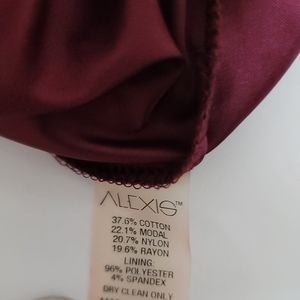 ALEXIS™
37.6% COTTON
22.1% MODAL
20.7% NYLON
19.6% RAYON
LINING:
96% POLYESTER
4% SPANDEX
DRY CLEAN ONLY